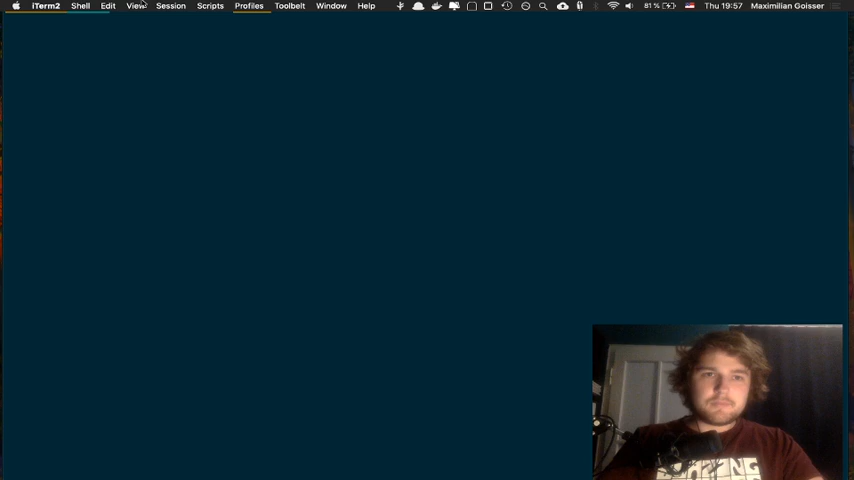 iTerm2 Shell Edit View Session Scripts Profiles Toolbelt Window Help 81 % Thu 19:57 Maximilian Goisser